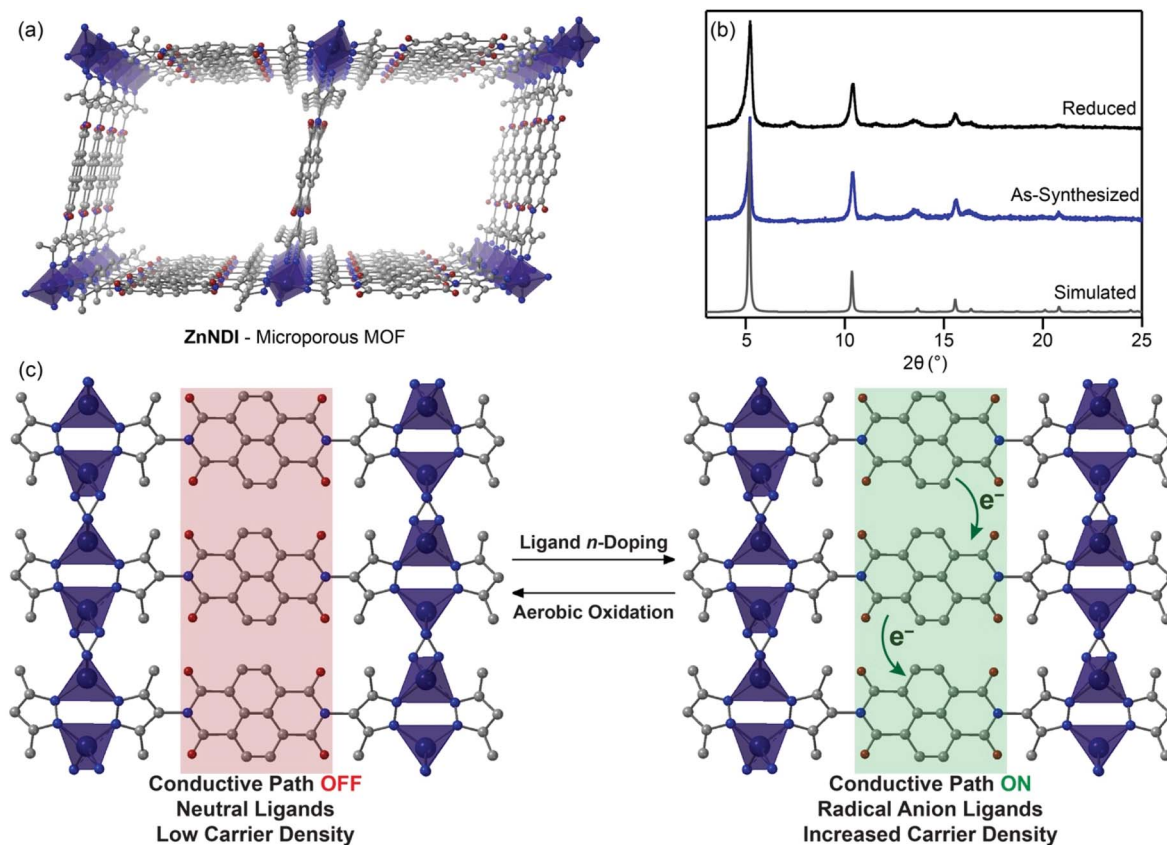 (a)
ZnNDI - Microporous MOF
(b)
Reduced
As-Synthesized
Simulated
5 10 15 20 25
2θ (°)
(c)
e⁻
Ligand n-Doping
Aerobic Oxidation
e⁻
Conductive Path OFF
Neutral Ligands
Low Carrier Density
Conductive Path ON
Radical Anion Ligands
Increased Carrier Density